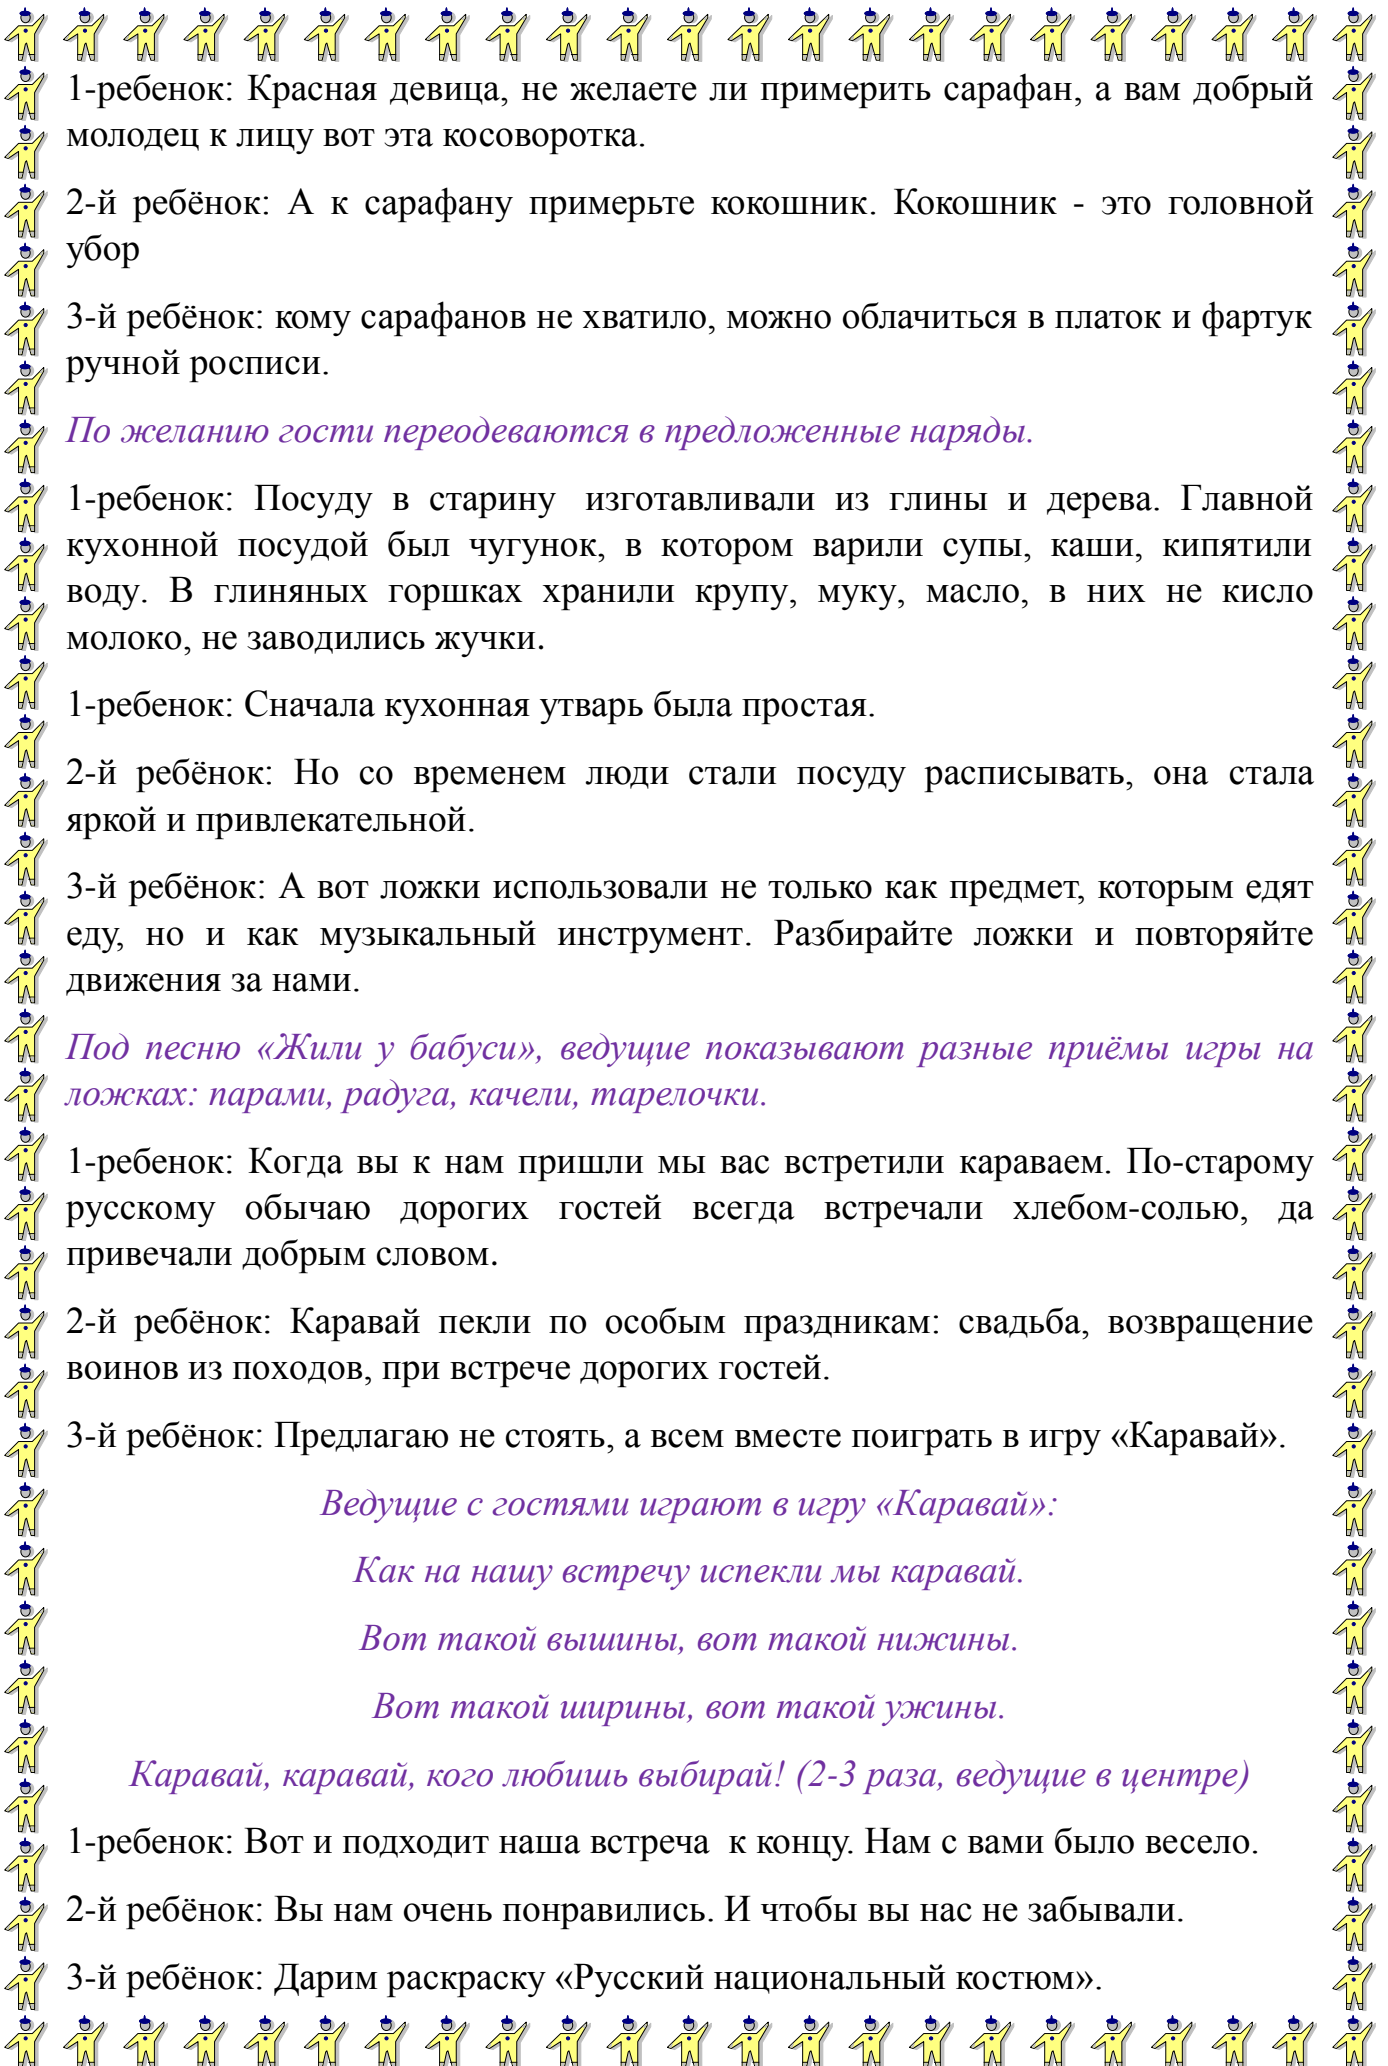 1-ребенок: Красная девица, не желаете ли примерить сарафан, а вам добрый
молодец к лицу вот эта косоворотка.
2-й ребёнок: А к сарафану примерьте кокошник. Кокошник - это головной
убор
3-й ребёнок: кому сарафанов не хватило, можно облачиться в платок и фартук
ручной росписи.
По желанию гости переодеваются в предложенные наряды.
1-ребенок: Посуду в старину изготавливали из глины и дерева. Главной
кухонной посудой был чугунок, в котором варили супы, каши, кипятили
воду. В глиняных горшках хранили крупу, муку, масло, в них не кисло
молоко, не заводились жучки.
1-ребенок: Сначала кухонная утварь была простая.
2-й ребёнок: Но со временем люди стали посуду расписывать, она стала
яркой и привлекательной.
3-й ребёнок: А вот ложки использовали не только как предмет, которым едят
еду, но и как музыкальный инструмент. Разбирайте ложки и повторяйте
движения за нами.
Под песню «Жили у бабуси», ведущие показывают разные приёмы игры на
ложках: парами, радуга, качели, тарелочки.
1-ребенок: Когда вы к нам пришли мы вас встретили караваем. По-старому
русскому обычаю дорогих гостей всегда встречали хлебом-солью, да
привечали добрым словом.
2-й ребёнок: Каравай пекли по особым праздникам: свадьба, возвращение
воинов из походов, при встрече дорогих гостей.
3-й ребёнок: Предлагаю не стоять, а всем вместе поиграть в игру «Каравай».
Ведущие с гостями играют в игру «Каравай»:
Как на нашу встречу испекли мы каравай.
Вот такой вышины, вот такой нижины.
Вот такой ширины, вот такой ужины.
Каравай, каравай, кого любишь выбирай! (2-3 раза, ведущие в центре)
1-ребенок: Вот и подходит наша встреча к концу. Нам с вами было весело.
2-й ребёнок: Вы нам очень понравились. И чтобы вы нас не забывали.
3-й ребёнок: Дарим раскраску «Русский национальный костюм».